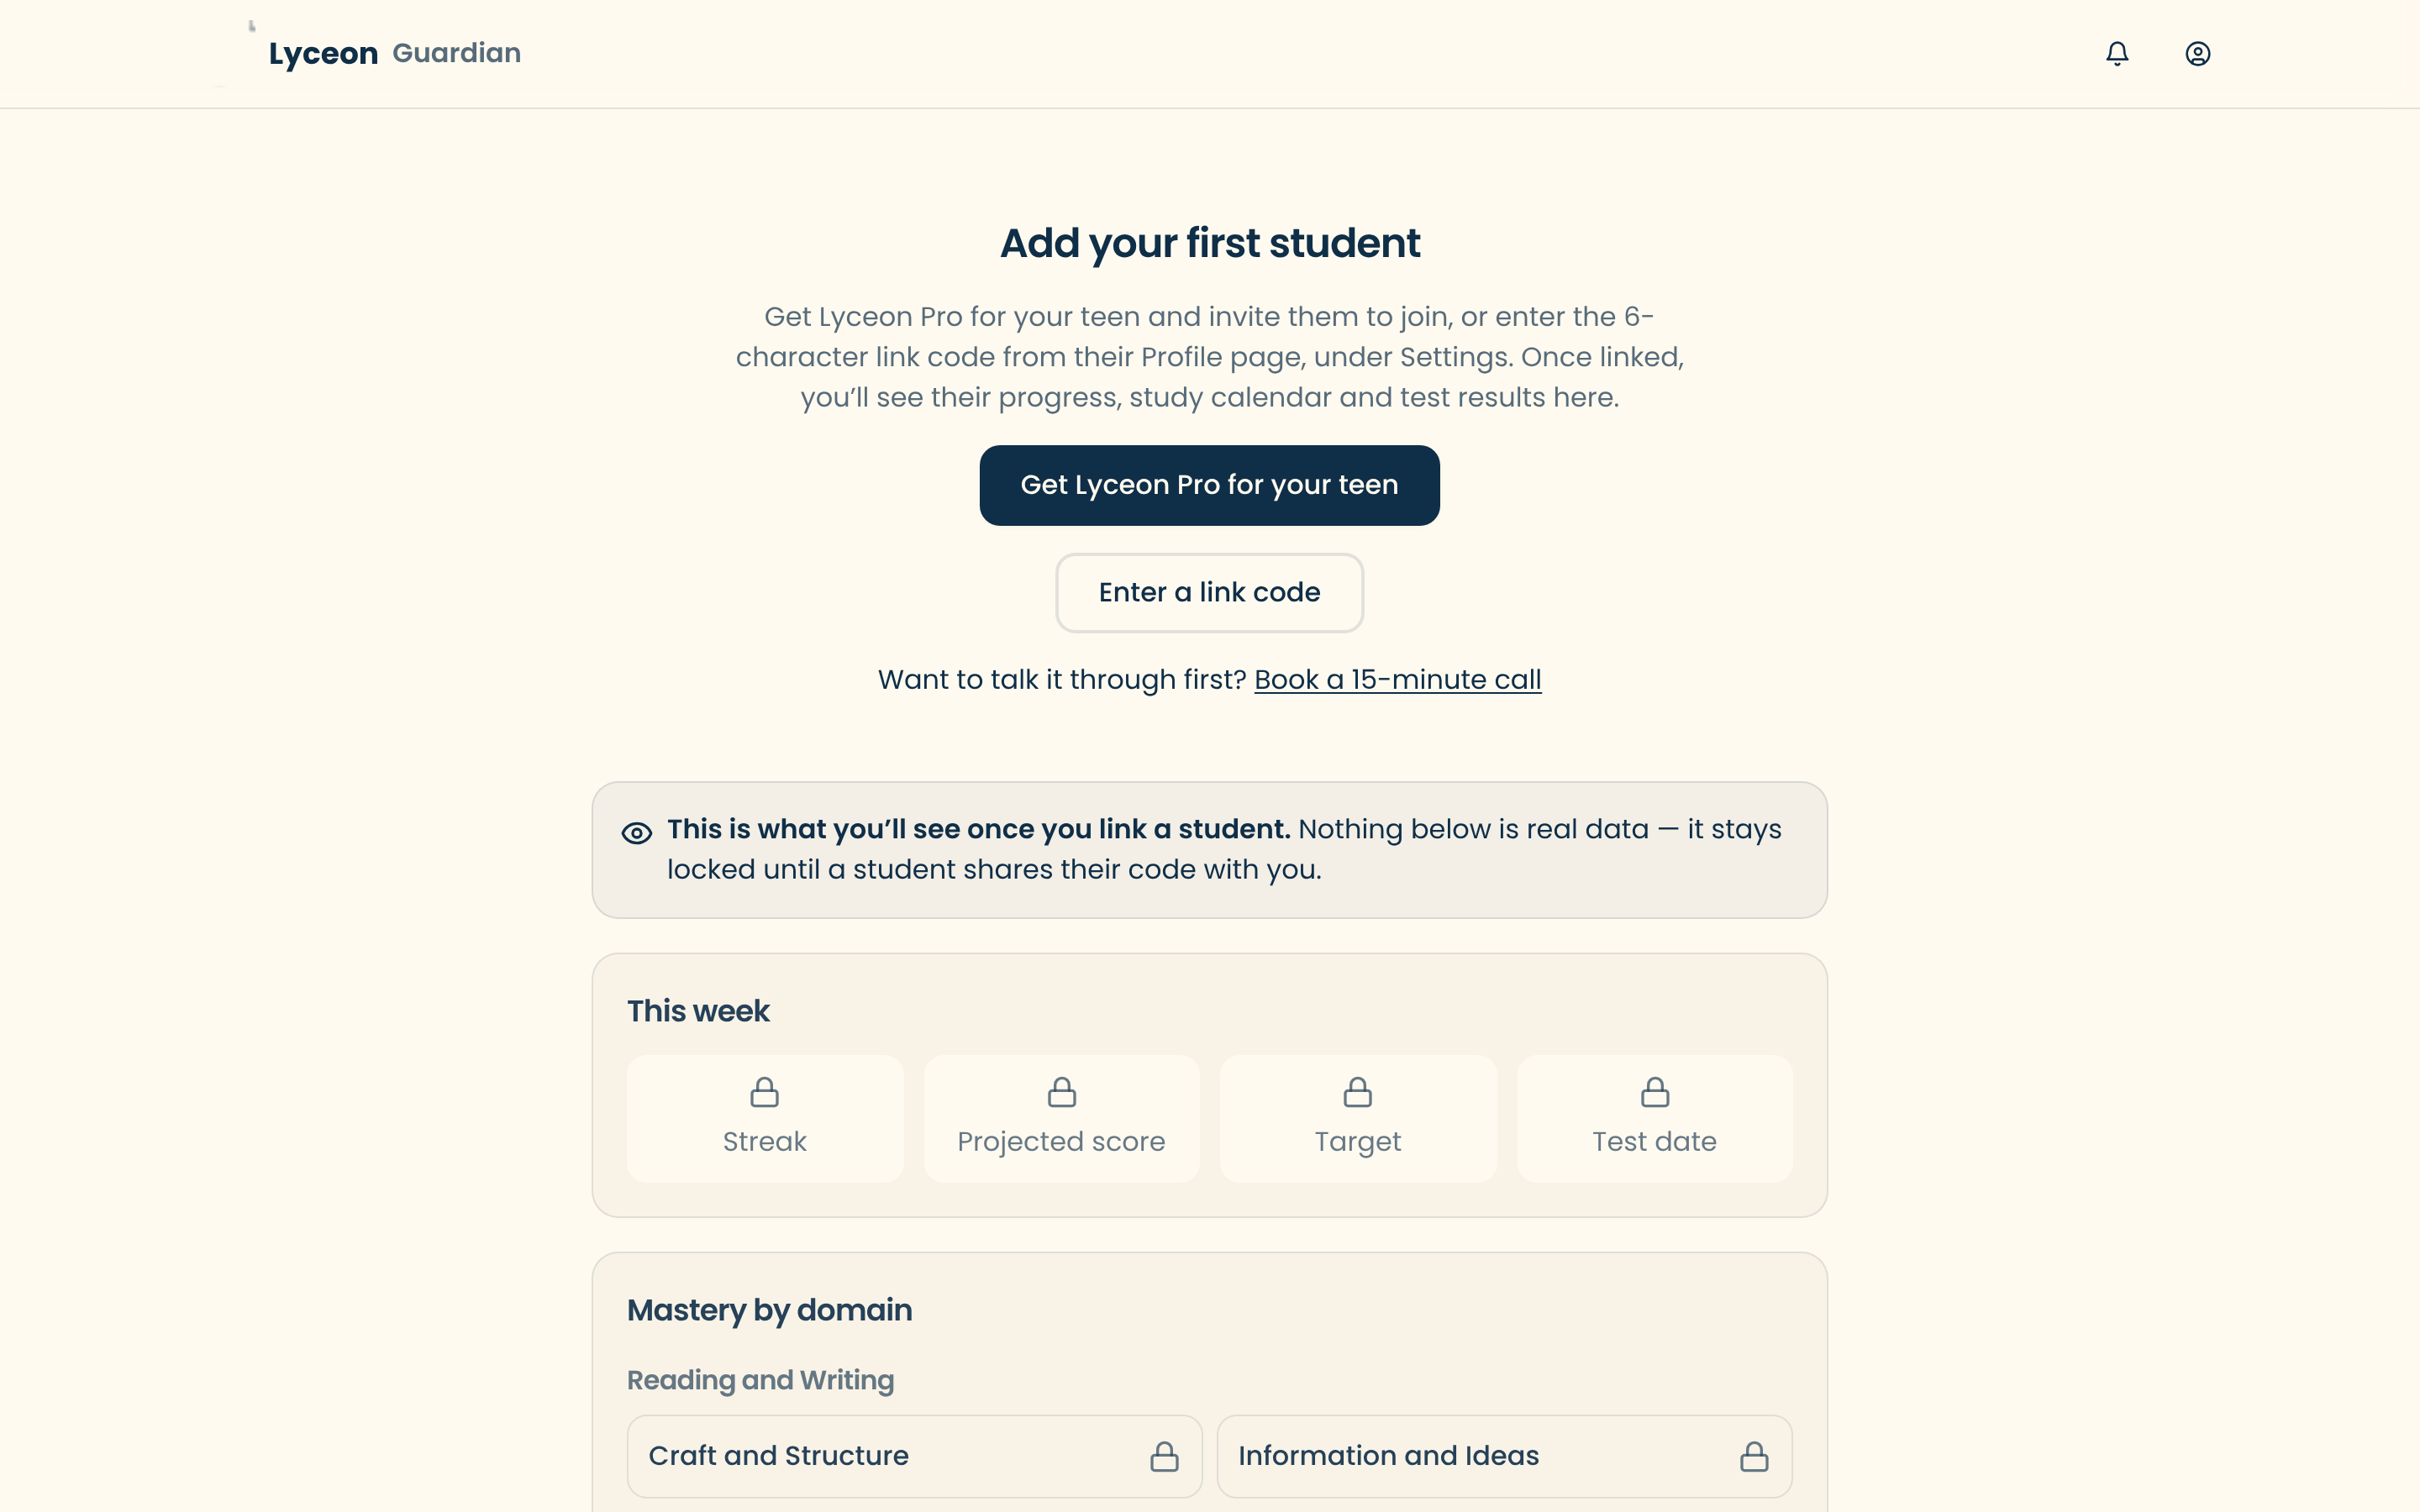 Lyceon Guardian
Add your first student
Get Lyceon Pro for your teen and invite them to join, or enter the 6-
character link code from their Profile page, under Settings. Once linked,
you’ll see their progress, study calendar and test results here.
Get Lyceon Pro for your teen
Enter a link code
Want to talk it through first? Book a 15-minute call
This is what you’ll see once you link a student. Nothing below is real data — it stays
locked until a student shares their code with you.
This week
Streak
Projected score
Target
Test date
Mastery by domain
Reading and Writing
Craft and Structure
Information and Ideas